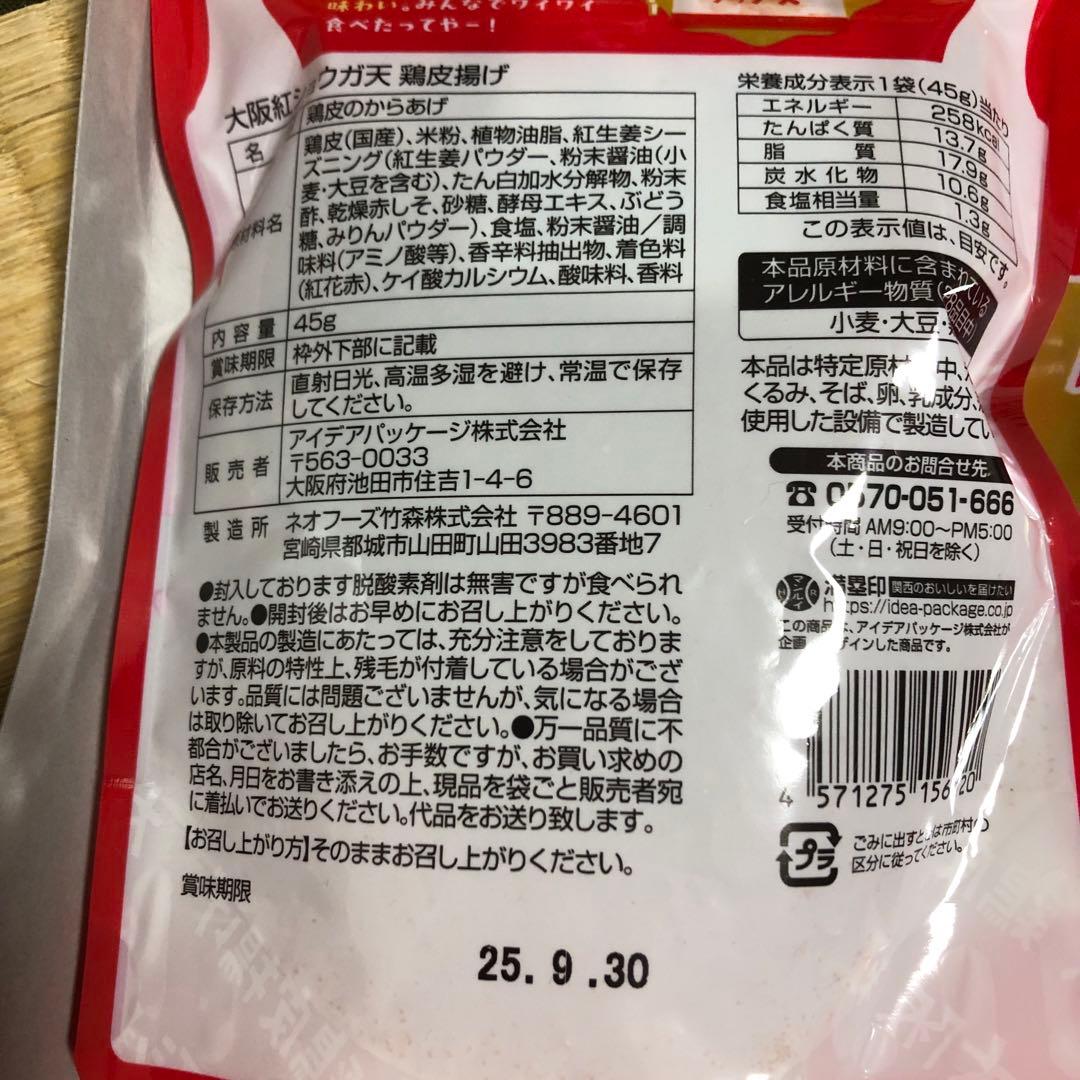 味わい。みんなでワイワイ
食べたってやー!
大阪紅ショウガ天 鶏皮揚げ
名
鶏皮のからあげ
原材料名
鶏皮(国産)、米粉、植物油脂、紅生姜シー
ズニング(紅生姜パウダー、粉末醤油(小
麦・大豆を含む)、たん白加水分解物、粉末
酢、乾燥赤しそ、砂糖、酵母エキス、ぶどう
糖、みりんパウダー)、食塩、粉末醤油/調
味料(アミノ酸等)、香辛料抽出物、着色料
(紅花赤)、ケイ酸カルシウム、酸味料、香料
内容量 45g
賞味期限 枠外下部に記載
保存方法 直射日光、高温多湿を避け、常温で保存
してください。
販売者 アイデアパッケージ株式会社
〒563-0033
大阪府池田市住吉1-4-6
製造所 ネオフーズ竹森株式会社 〒889-4601
宮崎県都城市山田町山田3983番地7
●封入しております脱酸素剤は無害ですが食べられ
ません。●開封後はお早めにお召し上がりください。
●本製品の製造にあたっては、充分注意をしておりま
すが、原料の特性上、残毛が付着している場合がござ
います。品質には問題ございませんが、気になる場合
は取り除いてお召し上がりください。●万一品質に不
都合がございましたら、お手数ですが、お買い求めの
店名、月日をお書き添えの上、現品を袋ごと販売者宛
に着払いでお送りください。代品をお送り致します。
【お召し上がり方】そのままお召し上がりください。
賞味期限
25.9.30
栄養成分表示1袋(45g)当たり
エネルギー 258kcal
たんぱく質 13.7g
脂質 17.9g
炭水化物 10.6g
食塩相当量 1.3g
この表示値は、目安です。
本品原材料に含まれている
アレルギー物質(28品目中)
小麦・大豆・
本品は特定原材 中、
くるみ、そば、卵、乳成分、
使用した設備で製造してい
本商品のお問合せ先
☎ 0570-051-666
受付時間 AM9:00〜PM5:00
(土・日・祝日を除く)
満塁印 関西のおいしいを届けたい
https://idea-package.co.jp
この商品は、アイデアパッケージ株式会社が
企画 デザインした商品です。
4 571275 156120
プラ
ごみに出すときは市町村の
区分に従ってください。